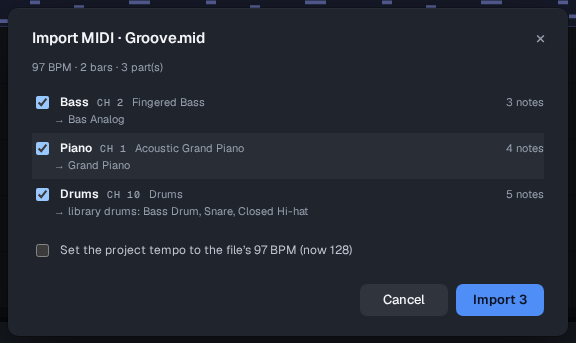 Import MIDI · Groove.mid
×
97 BPM · 2 bars · 3 part(s)
Bass CH 2 Fingered Bass 3 notes
→ Bas Analog
Piano CH 1 Acoustic Grand Piano 4 notes
→ Grand Piano
Drums CH 10 Drums 5 notes
→ library drums: Bass Drum, Snare, Closed Hi-hat
Set the project tempo to the file's 97 BPM (now 128)
Cancel Import 3